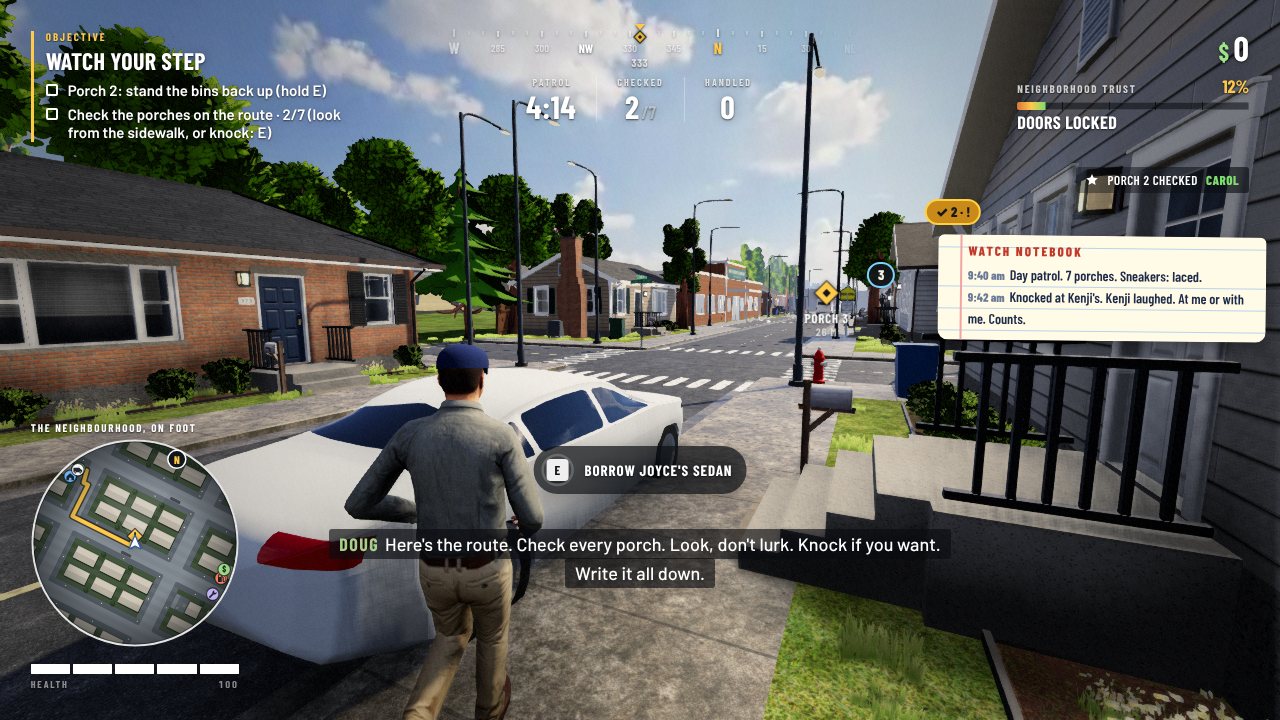 OBJECTIVE
WATCH YOUR STEP
Porch 2: stand the bins back up (hold E)
Check the porches on the route · 2/7 (look
from the sidewalk, or knock: E)
W 285 300 NW 330 345 N 15 30 NE
333
PATROL CHECKED HANDLED
4:14 2/7 0
$0
NEIGHBORHOOD TRUST 12%
DOORS LOCKED
PORCH 2 CHECKED CAROL
2 · !
WATCH NOTEBOOK
9:40 am Day patrol. 7 porches. Sneakers: laced.
9:42 am Knocked at Kenji's. Kenji laughed. At me or with
me. Counts.
3
PORCH 3
E BORROW JOYCE'S SEDAN
DOUG Here's the route. Check every porch. Look, don't lurk. Knock if you want.
Write it all down.
THE NEIGHBOURHOOD, ON FOOT
N
$
HEALTH 100